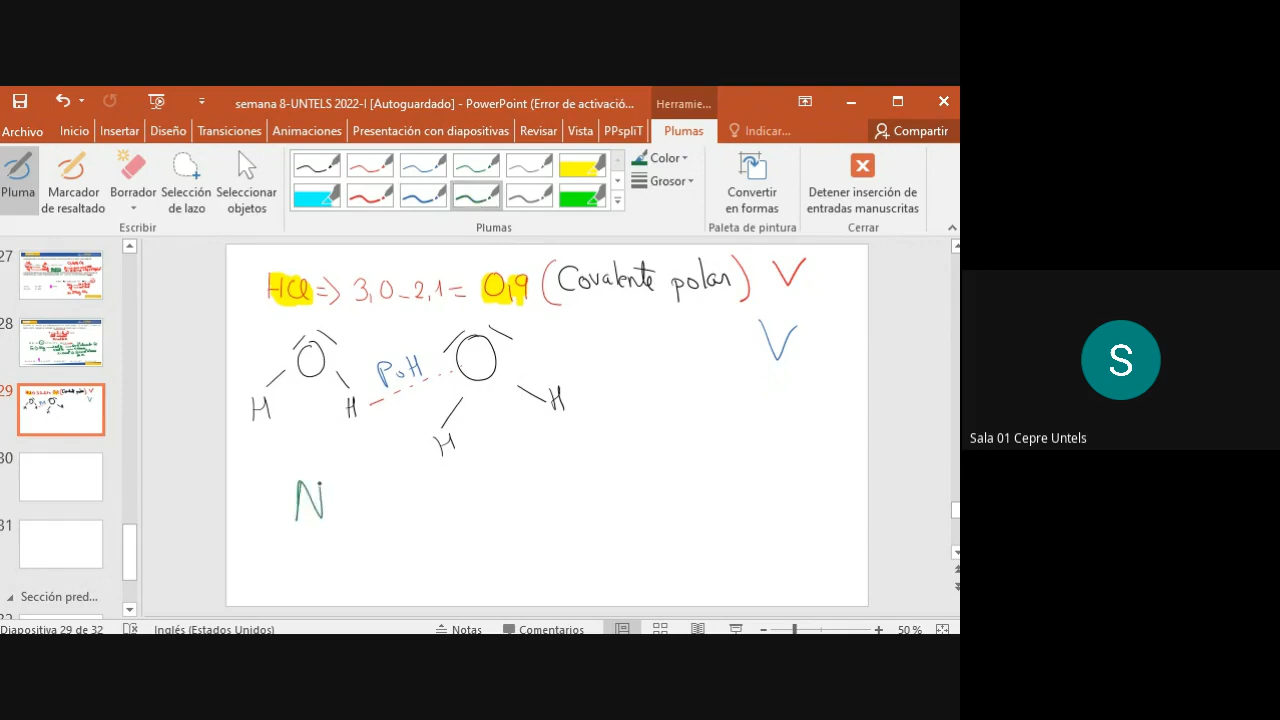 semana 8-UNTELS 2022-I [Autoguardado] - PowerPoint (Error de activació...
Herramie...
Archivo Inicio Insertar Diseño Transiciones Animaciones Presentación con diapositivas Revisar Vista PPspliT Plumas Indicar... Compartir
Pluma
Marcador de resaltado
Borrador
Selección de lazo
Seleccionar objetos
Escribir
Color
Grosor
Plumas
Convertir en formas
Paleta de pintura
Detener inserción de entradas manuscritas
Cerrar
27
28
29
30
31
Sección pred...
HCl => 3,0 - 2,1 = 0,9 (Covalente polar) V
O PuH O V
H H H
H
N
Diapositiva 29 de 32 Inglés (Estados Unidos) Notas Comentarios 50 %
S
Sala 01 Cepre Untels